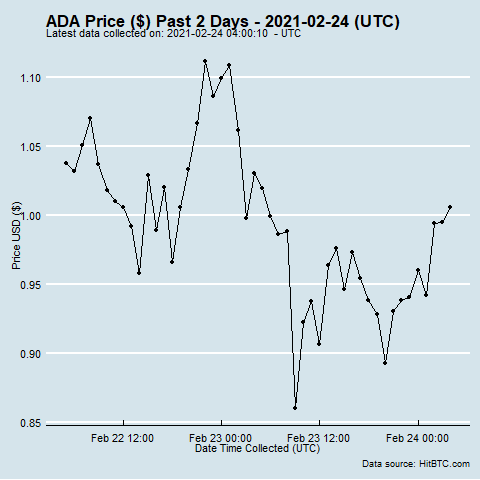 ADA Price ($) Past 2 Days - 2021-02-24 (UTC)
Latest data collected on: 2021-02-24 04:00:10  - UTC
1.10
1.05
1.00
0.95
0.90
0.85
Price USD ($)
Feb 22 12:00
Feb 23 00:00
Feb 23 12:00
Feb 24 00:00
Date Time Collected (UTC)
Data source: HitBTC.com